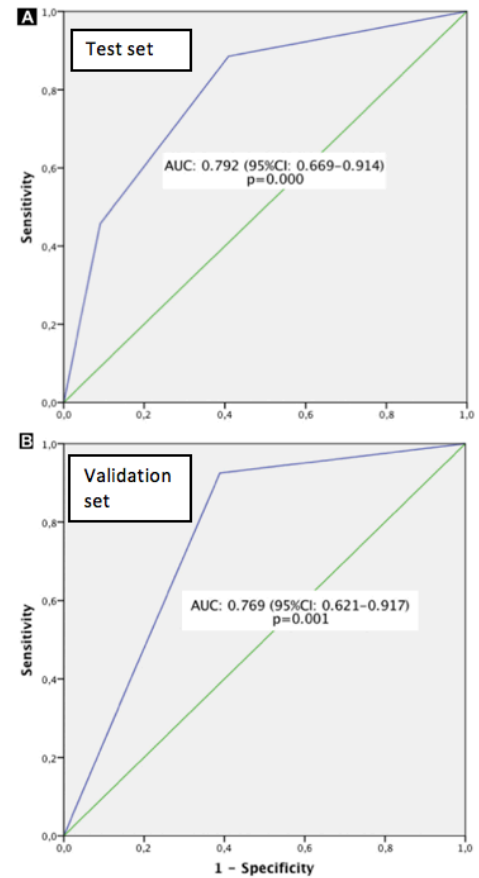 A
Test set
1,0
0,8
0,6
0,4
0,2
0,0
Sensitivity
AUC: 0.792 (95%CI: 0.669–0.914)
p=0.000
0,0 0,2 0,4 0,6 0,8 1,0
B
Validation
set
1,0
0,8
0,6
0,4
0,2
0,0
Sensitivity
AUC: 0.769 (95%CI: 0.621–0.917)
p=0.001
0,0 0,2 0,4 0,6 0,8 1,0
1 – Specificity